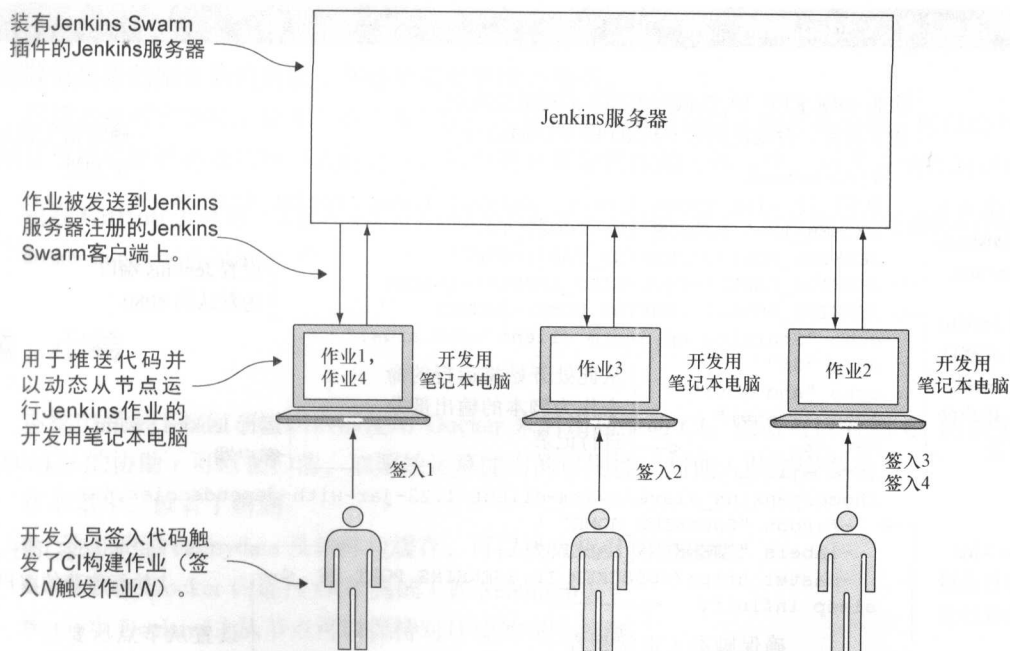 装有Jenkins Swarm
插件的Jenkins服务器
Jenkins服务器
作业被发送到Jenkins
服务器注册的Jenkins
Swarm客户端上。
用于推送代码并
以动态从节点运
行Jenkins作业的
开发用笔记本电脑
作业1，
作业4
开发用
笔记本电脑
作业3
开发用
笔记本电脑
作业2
开发用
笔记本电脑
签入1
签入2
签入3
签入4
开发人员签入代码触
发了CI构建作业（签
入N触发作业N）。